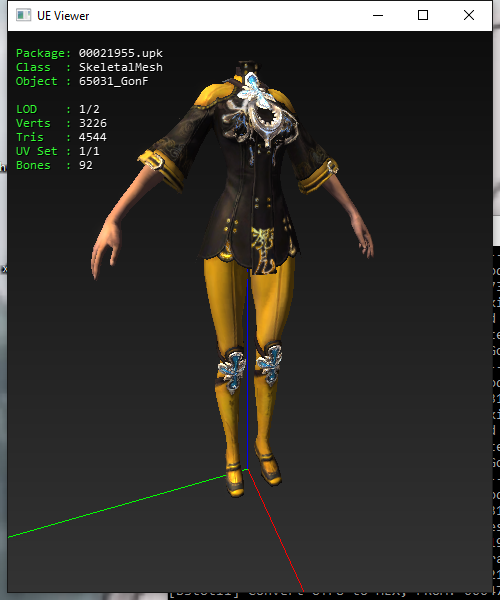 UE Viewer
Package: 00021955.upk
Class : SkeletalMesh
Object : 65031_GonF
LOD : 1/2
Verts : 3226
Tris : 4544
UV Set : 1/1
Bones : 92